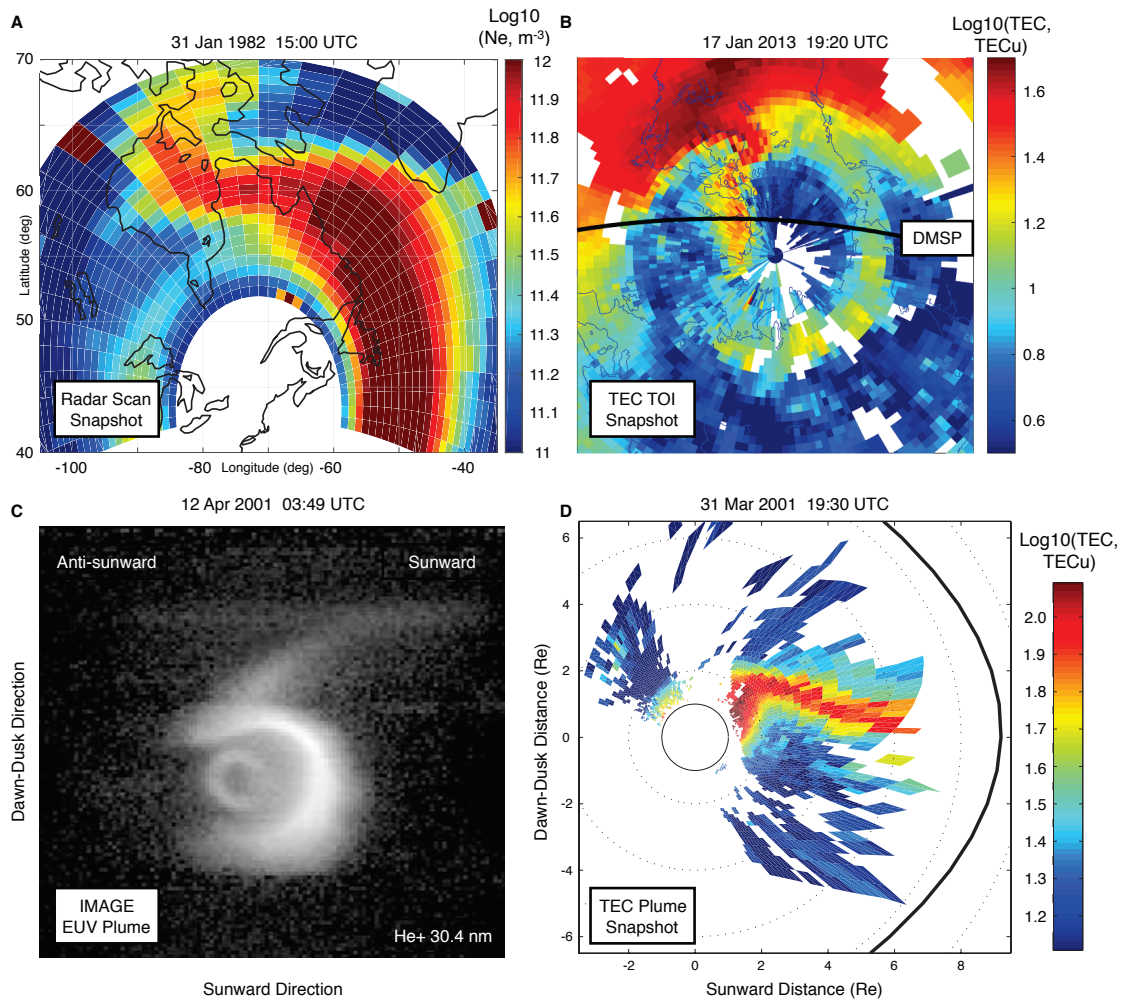 A
31 Jan 1982 15:00 UTC
Log10
(Ne, m-3)
70
60
50
40
Latitude (deg)
-100
-80
Longitude (deg)
-60
-40
Radar Scan
Snapshot
12
11.9
11.8
11.7
11.6
11.5
11.4
11.3
11.2
11.1
11
B
17 Jan 2013 19:20 UTC
Log10(TEC,
TECu)
DMSP
TEC TOI
Snapshot
1.6
1.4
1.2
1
0.8
0.6
C
12 Apr 2001 03:49 UTC
Anti-sunward
Sunward
Dawn-Dusk Direction
IMAGE
EUV Plume
He+ 30.4 nm
Sunward Direction
D
31 Mar 2001 19:30 UTC
Log10(TEC,
TECu)
6
4
2
0
-2
-4
-6
Dawn-Dusk Distance (Re)
TEC Plume
Snapshot
-2
0
2
4
6
8
Sunward Distance (Re)
2.0
1.9
1.8
1.7
1.6
1.5
1.4
1.3
1.2